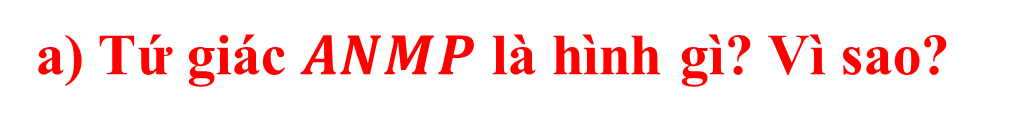 a) Tứ giác ANMP là hình gì? Vì sao?